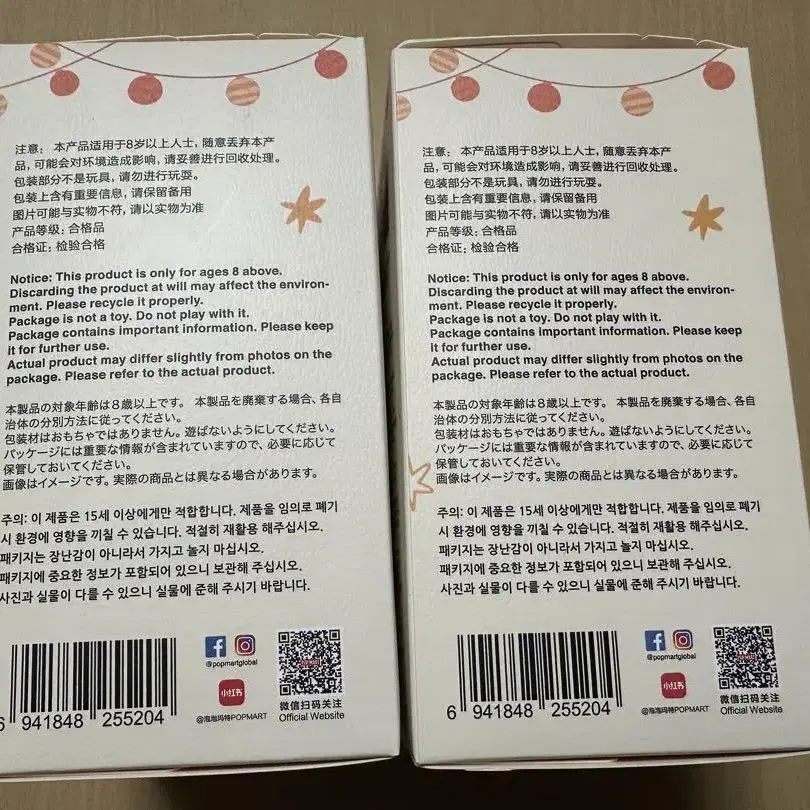 注意: 本产品适用于8岁以上人士, 随意丢弃本产
品, 可能会对环境造成影响, 请妥善进行回收处理。
包装部分不是玩具, 请勿进行玩耍。
包装上含有重要信息, 请保留备用
图片可能与实物不符, 请以实物为准
产品等级: 合格品
合格证: 检验合格
Notice: This product is only for ages 8 above.
Discarding the product at will may affect the environ-
ment. Please recycle it properly.
Package is not a toy. Do not play with it.
Package contains important information. Please keep
it for further use.
Actual product may differ slightly from photos on the
package. Please refer to the actual product.
本製品の対象年齢は8歳以上です。 本製品を廃棄する場合、各自
治体の分別方法に従ってください。
包装材はおもちゃではありません。遊ばないようにしてください。
パッケージには重要な情報が含まれていますので、必要に応じて
保管しておいてください。
画像はイメージです。実際の商品とは異なる場合があります。
주의: 이 제품은 15세 이상에게만 적합합니다. 제품을 임의로 폐기
시 환경에 영향을 끼칠 수 있습니다. 적절히 재활용 해주십시오.
패키지는 장난감이 아니라서 가지고 놀지 마십시오.
패키지에 중요한 정보가 포함되어 있으니 보관해 주십시오.
사진과 실물이 다를 수 있으니 실물에 준해 주시기 바랍니다.
@popmartglobal
小红书
@泡泡玛特POPMART
微信扫码关注
Official Website
6 941848 255204
注意: 本产品适用于8岁以上人士, 随意丢弃本产
品, 可能会对环境造成影响, 请妥善进行回收处理。
包装部分不是玩具, 请勿进行玩耍。
包装上含有重要信息, 请保留备用
图片可能与实物不符, 请以实物为准
产品等级: 合格品
合格证: 检验合格
Notice: This product is only for ages 8 above.
Discarding the product at will may affect the environ-
ment. Please recycle it properly.
Package is not a toy. Do not play with it.
Package contains important information. Please keep
it for further use.
Actual product may differ slightly from photos on the
package. Please refer to the actual product.
本製品の対象年齢は8歳以上です。 本製品を廃棄する場合、各自
治体の分別方法に従ってください。
包装材はおもちゃではありません。遊ばないようにしてください。
パッケージには重要な情報が含まれていますので、必要に応じて
保管しておいてください。
画像はイメージです。実際の商品とは異なる場合があります。
주의: 이 제품은 15세 이상에게만 적합합니다. 제품을 임의로 폐기
시 환경에 영향을 끼칠 수 있습니다. 적절히 재활용 해주십시오.
패키지는 장난감이 아니라서 가지고 놀지 마십시오.
패키지에 중요한 정보가 포함되어 있으니 보관해 주십시오.
사진과 실물이 다를 수 있으니 실물에 준해 주시기 바랍니다.
@popmartglobal
小红书
@泡泡玛特POPMART
微信扫码关注
Official Website
6 941848 255204